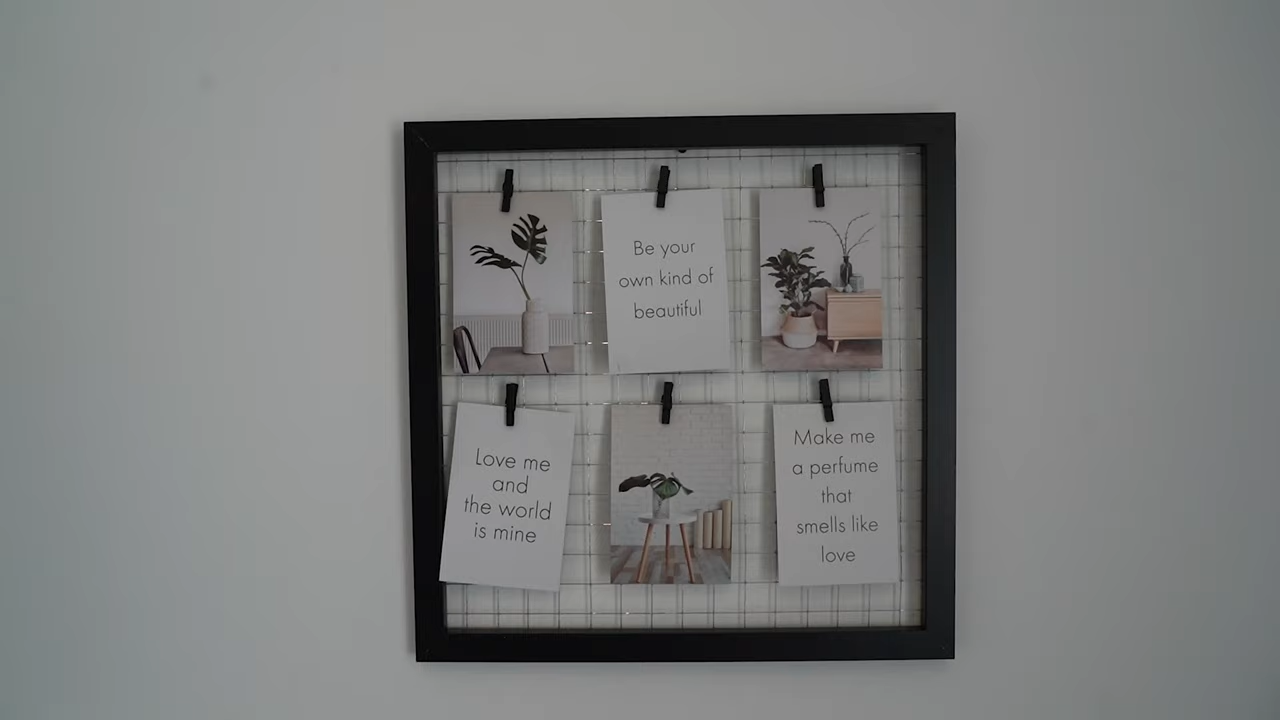 Be your
own kind of
beautiful
Love me
and
the world
is mine
Make me
a perfume
that
smells like
love